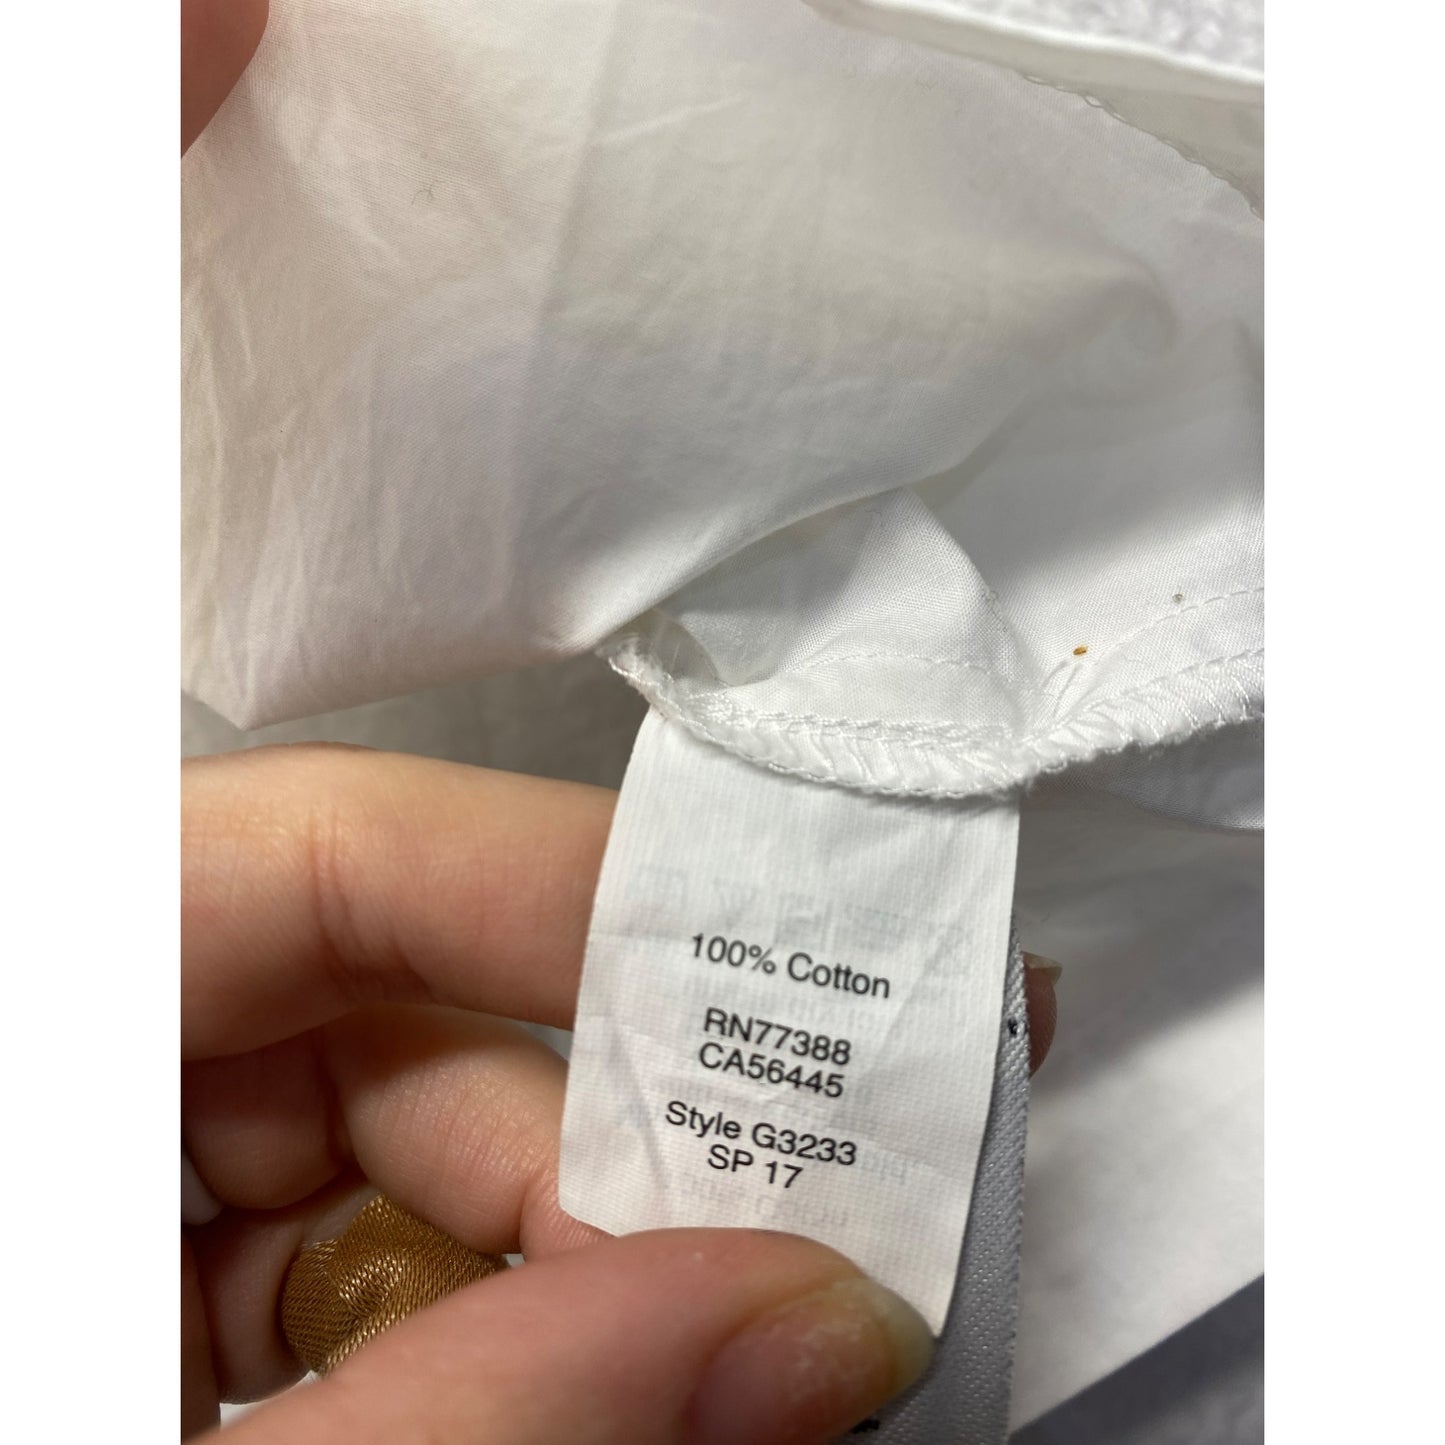 100% Cotton
RN77388
CA56445
Style G3233
SP 17